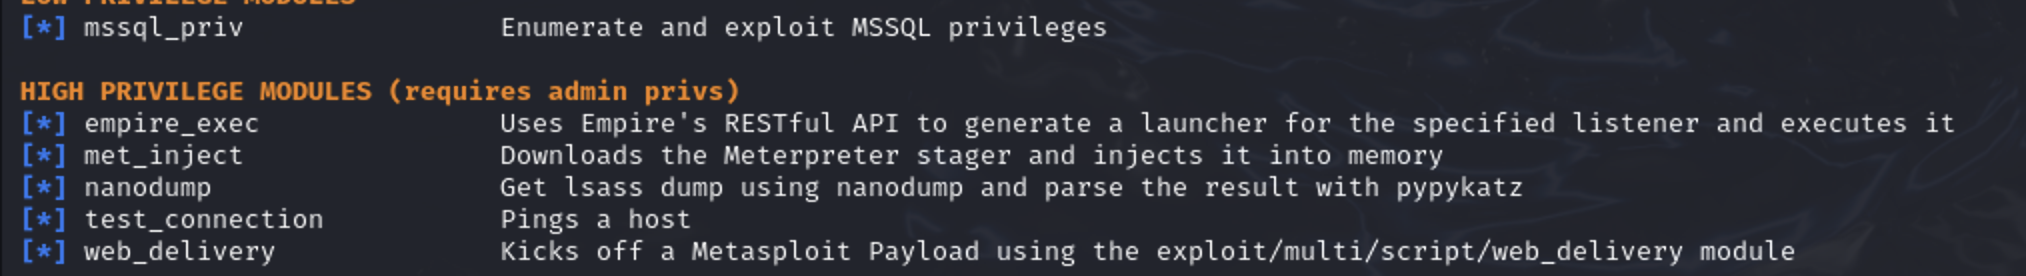 LOW PRIVILEGE MODULES
[*] mssql_priv Enumerate and exploit MSSQL privileges
HIGH PRIVILEGE MODULES (requires admin privs)
[*] empire_exec Uses Empire's RESTful API to generate a launcher for the specified listener and executes it
[*] met_inject Downloads the Meterpreter stager and injects it into memory
[*] nanodump Get lsass dump using nanodump and parse the result with pypykatz
[*] test_connection Pings a host
[*] web_delivery Kicks off a Metasploit Payload using the exploit/multi/script/web_delivery module